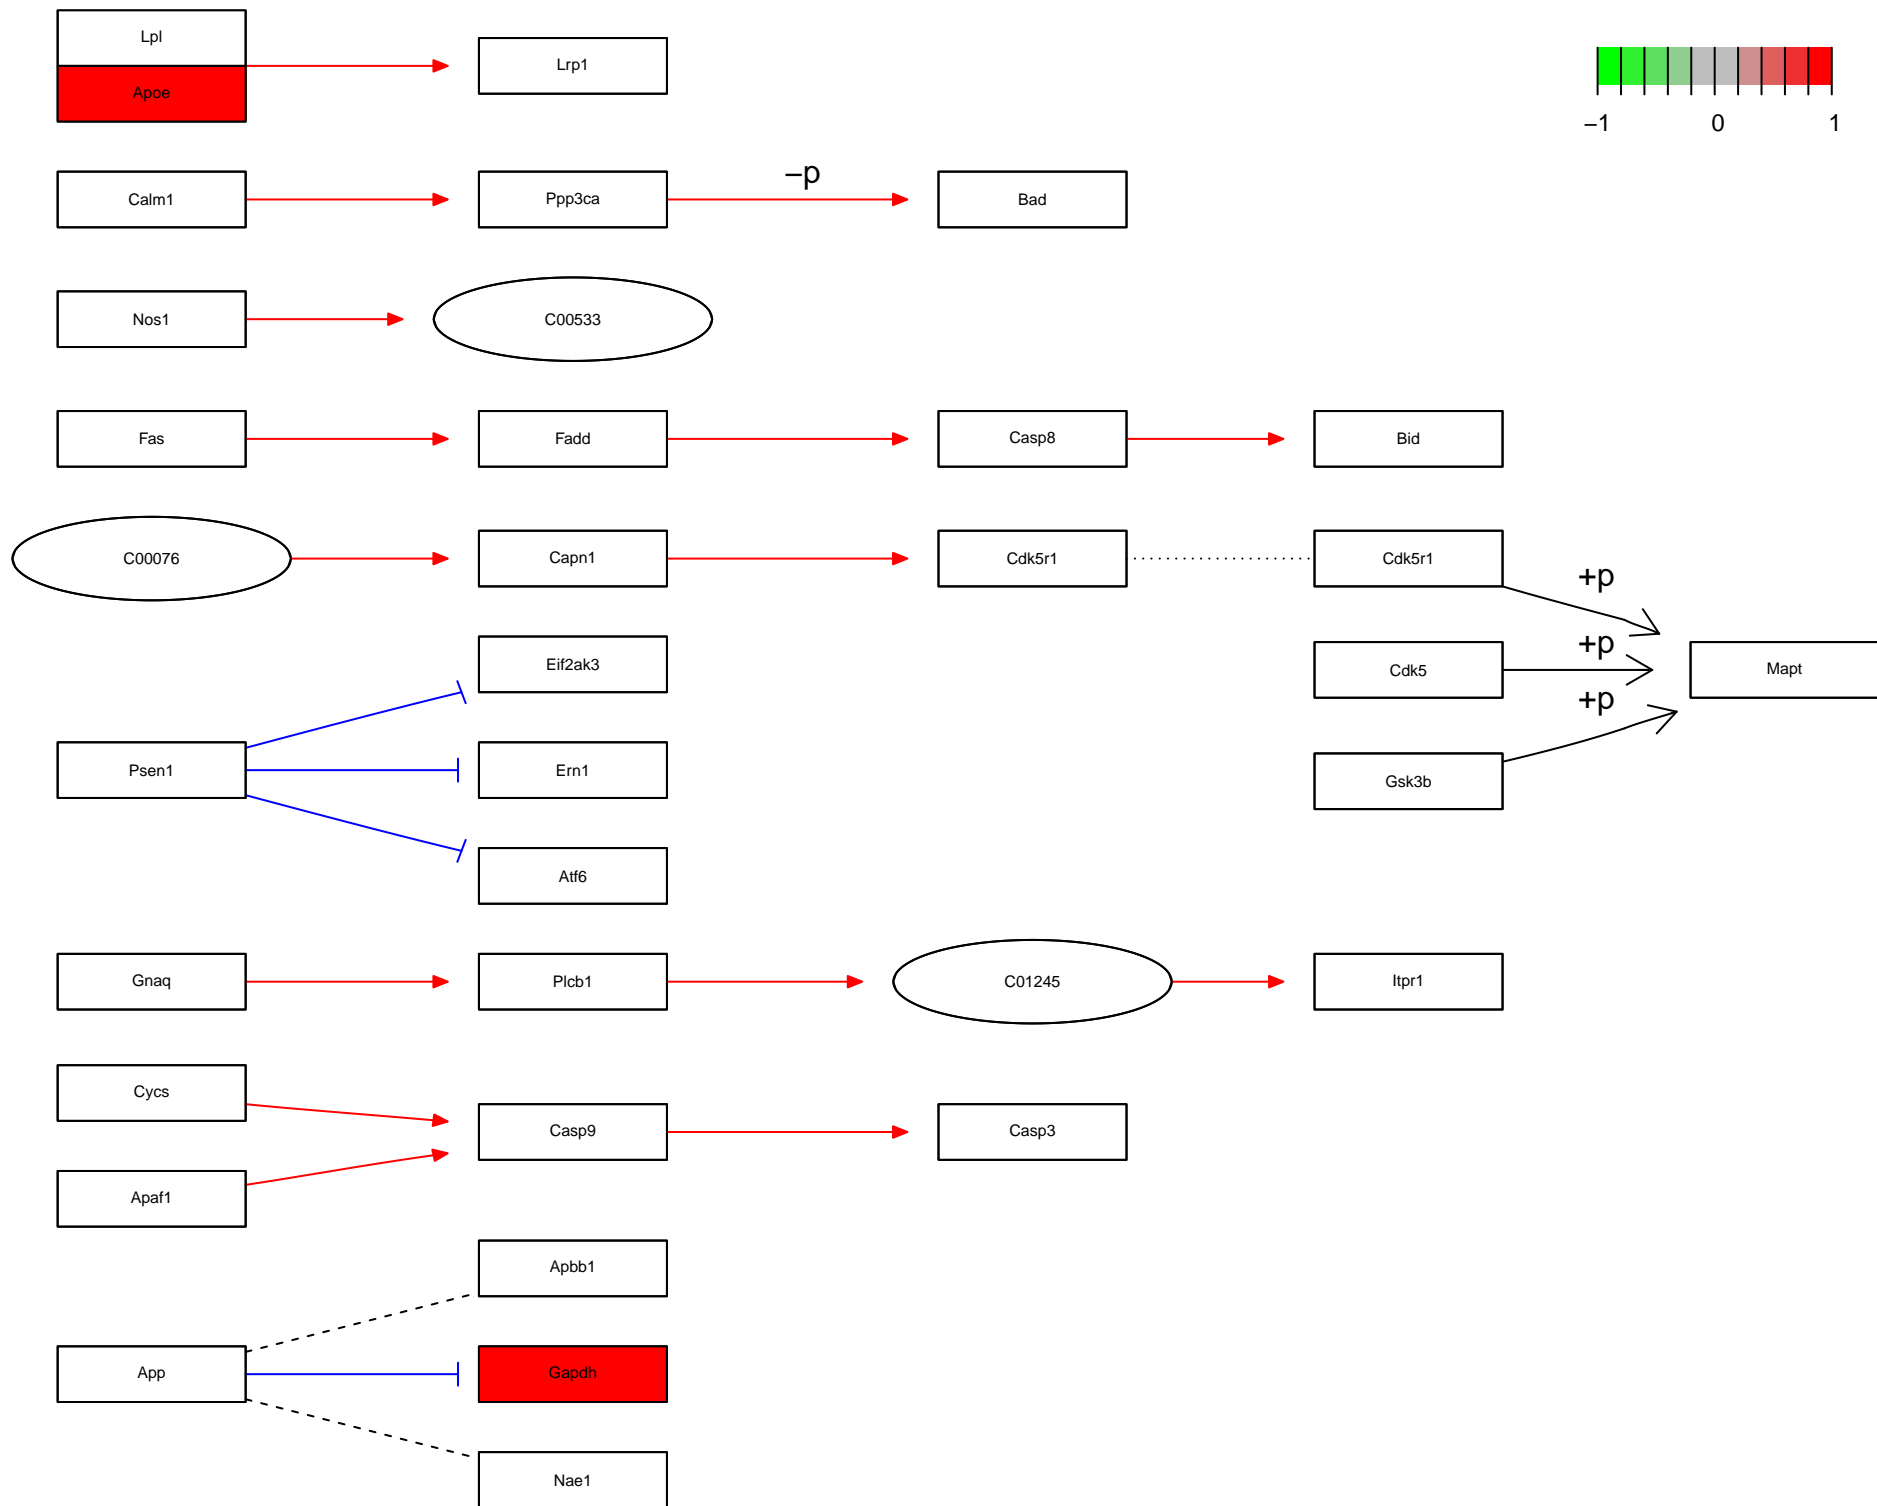 Lpl
Apoe
Lrp1
−1 0 1
Calm1
Ppp3ca
−p
Bad
Nos1
C00533
Fas
Fadd
Casp8
Bid
C00076
Capn1
Cdk5r1
Cdk5r1
+p
+p
+p
Eif2ak3
Cdk5
Mapt
Psen1
Ern1
Gsk3b
Atf6
Gnaq
Plcb1
C01245
Itpr1
Cycs
Casp9
Casp3
Apaf1
Apbb1
App
Gapdh
Nae1